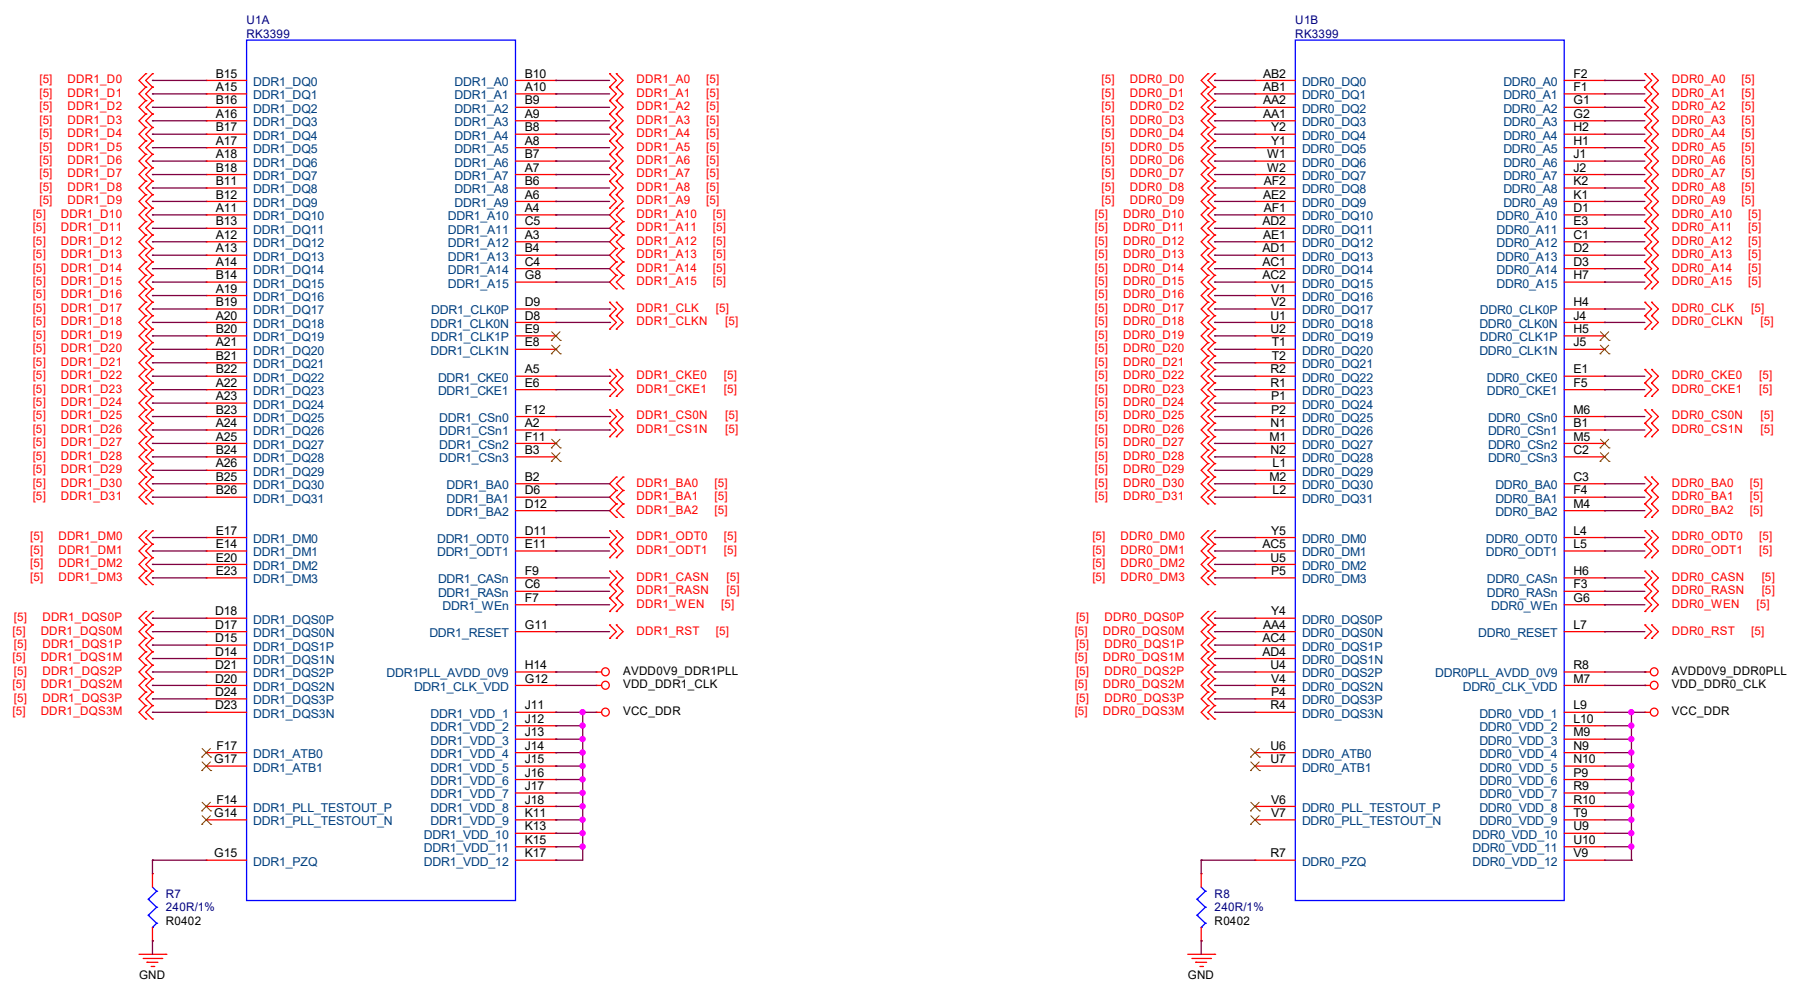 U1A
RK3399
[5] DDR1_D0 B15 DDR1_DQ0 DDR1_A0 B10 DDR1_A0 [5]
[5] DDR1_D1 A15 DDR1_DQ1 DDR1_A1 A10 DDR1_A1 [5]
[5] DDR1_D2 B16 DDR1_DQ2 DDR1_A2 B9 DDR1_A2 [5]
[5] DDR1_D3 A16 DDR1_DQ3 DDR1_A3 A9 DDR1_A3 [5]
[5] DDR1_D4 B17 DDR1_DQ4 DDR1_A4 B8 DDR1_A4 [5]
[5] DDR1_D5 A17 DDR1_DQ5 DDR1_A5 A8 DDR1_A5 [5]
[5] DDR1_D6 A18 DDR1_DQ6 DDR1_A6 B7 DDR1_A6 [5]
[5] DDR1_D7 B18 DDR1_DQ7 DDR1_A7 A7 DDR1_A7 [5]
[5] DDR1_D8 B11 DDR1_DQ8 DDR1_A8 B6 DDR1_A8 [5]
[5] DDR1_D9 B12 DDR1_DQ9 DDR1_A9 A6 DDR1_A9 [5]
[5] DDR1_D10 A11 DDR1_DQ10 DDR1_A10 A4 DDR1_A10 [5]
[5] DDR1_D11 B13 DDR1_DQ11 DDR1_A11 C5 DDR1_A11 [5]
[5] DDR1_D12 A12 DDR1_DQ12 DDR1_A12 A3 DDR1_A12 [5]
[5] DDR1_D13 A13 DDR1_DQ13 DDR1_A13 B4 DDR1_A13 [5]
[5] DDR1_D14 A14 DDR1_DQ14 DDR1_A14 C4 DDR1_A14 [5]
[5] DDR1_D15 B14 DDR1_DQ15 DDR1_A15 G8 DDR1_A15 [5]
[5] DDR1_D16 A19 DDR1_DQ16
[5] DDR1_D17 B19 DDR1_DQ17 DDR1_CLK0P D9 DDR1_CLK [5]
[5] DDR1_D18 A20 DDR1_DQ18 DDR1_CLK0N D8 DDR1_CLKN [5]
[5] DDR1_D19 B20 DDR1_DQ19 DDR1_CLK1P E9
[5] DDR1_D20 A21 DDR1_DQ20 DDR1_CLK1N E8
[5] DDR1_D21 B21 DDR1_DQ21
[5] DDR1_D22 B22 DDR1_DQ22 DDR1_CKE0 A5 DDR1_CKE0 [5]
[5] DDR1_D23 A22 DDR1_DQ23 DDR1_CKE1 E6 DDR1_CKE1 [5]
[5] DDR1_D24 A23 DDR1_DQ24
[5] DDR1_D25 B23 DDR1_DQ25 DDR1_CSn0 F12 DDR1_CS0N [5]
[5] DDR1_D26 A24 DDR1_DQ26 DDR1_CSn1 A2 DDR1_CS1N [5]
[5] DDR1_D27 A25 DDR1_DQ27 DDR1_CSn2 F11
[5] DDR1_D28 B24 DDR1_DQ28 DDR1_CSn3 B3
[5] DDR1_D29 A26 DDR1_DQ29
[5] DDR1_D30 B25 DDR1_DQ30 DDR1_BA0 B2 DDR1_BA0 [5]
[5] DDR1_D31 B26 DDR1_DQ31 DDR1_BA1 D6 DDR1_BA1 [5]
DDR1_BA2 D12 DDR1_BA2 [5]
[5] DDR1_DM0 E17 DDR1_DM0 DDR1_ODT0 D11 DDR1_ODT0 [5]
[5] DDR1_DM1 E14 DDR1_DM1 DDR1_ODT1 E11 DDR1_ODT1 [5]
[5] DDR1_DM2 E20 DDR1_DM2
[5] DDR1_DM3 E23 DDR1_DM3 DDR1_CASn F9 DDR1_CASN [5]
DDR1_RASn C6 DDR1_RASN [5]
DDR1_WEn F7 DDR1_WEN [5]
[5] DDR1_DQS0P D18 DDR1_DQS0P
[5] DDR1_DQS0M D17 DDR1_DQS0N DDR1_RESET G11 DDR1_RST [5]
[5] DDR1_DQS1P D15 DDR1_DQS1P
[5] DDR1_DQS1M D14 DDR1_DQS1N
[5] DDR1_DQS2P D21 DDR1_DQS2P DDR1PLL_AVDD_0V9 H14 AVDD0V9_DDR1PLL
[5] DDR1_DQS2M D20 DDR1_DQS2N DDR1_CLK_VDD G12 VDD_DDR1_CLK
[5] DDR1_DQS3P D24 DDR1_DQS3P
[5] DDR1_DQS3M D23 DDR1_DQS3N DDR1_VDD_1 J11 VCC_DDR
DDR1_VDD_2 J12
DDR1_VDD_3 J13
F17 DDR1_ATB0 DDR1_VDD_4 J14
G17 DDR1_ATB1 DDR1_VDD_5 J15
DDR1_VDD_6 J16
DDR1_VDD_7 J17
F14 DDR1_PLL_TESTOUT_P DDR1_VDD_8 J18
G14 DDR1_PLL_TESTOUT_N DDR1_VDD_9 K11
DDR1_VDD_10 K13
DDR1_VDD_11 K15
G15 DDR1_PZQ DDR1_VDD_12 K17
R7
240R/1%
R0402
GND
U1B
RK3399
[5] DDR0_D0 AB2 DDR0_DQ0 DDR0_A0 F2 DDR0_A0 [5]
[5] DDR0_D1 AB1 DDR0_DQ1 DDR0_A1 F1 DDR0_A1 [5]
[5] DDR0_D2 AA2 DDR0_DQ2 DDR0_A2 G1 DDR0_A2 [5]
[5] DDR0_D3 AA1 DDR0_DQ3 DDR0_A3 G2 DDR0_A3 [5]
[5] DDR0_D4 Y2 DDR0_DQ4 DDR0_A4 H2 DDR0_A4 [5]
[5] DDR0_D5 Y1 DDR0_DQ5 DDR0_A5 H1 DDR0_A5 [5]
[5] DDR0_D6 W1 DDR0_DQ6 DDR0_A6 J1 DDR0_A6 [5]
[5] DDR0_D7 W2 DDR0_DQ7 DDR0_A7 J2 DDR0_A7 [5]
[5] DDR0_D8 AF2 DDR0_DQ8 DDR0_A8 K2 DDR0_A8 [5]
[5] DDR0_D9 AE2 DDR0_DQ9 DDR0_A9 K1 DDR0_A9 [5]
[5] DDR0_D10 AF1 DDR0_DQ10 DDR0_A10 D1 DDR0_A10 [5]
[5] DDR0_D11 AD2 DDR0_DQ11 DDR0_A11 E3 DDR0_A11 [5]
[5] DDR0_D12 AE1 DDR0_DQ12 DDR0_A12 C1 DDR0_A12 [5]
[5] DDR0_D13 AD1 DDR0_DQ13 DDR0_A13 D2 DDR0_A13 [5]
[5] DDR0_D14 AC1 DDR0_DQ14 DDR0_A14 D3 DDR0_A14 [5]
[5] DDR0_D15 AC2 DDR0_DQ15 DDR0_A15 H7 DDR0_A15 [5]
[5] DDR0_D16 V1 DDR0_DQ16
[5] DDR0_D17 V2 DDR0_DQ17 DDR0_CLK0P H4 DDR0_CLK [5]
[5] DDR0_D18 U1 DDR0_DQ18 DDR0_CLK0N J4 DDR0_CLKN [5]
[5] DDR0_D19 U2 DDR0_DQ19 DDR0_CLK1P H5
[5] DDR0_D20 T1 DDR0_DQ20 DDR0_CLK1N J5
[5] DDR0_D21 T2 DDR0_DQ21
[5] DDR0_D22 R2 DDR0_DQ22 DDR0_CKE0 E1 DDR0_CKE0 [5]
[5] DDR0_D23 R1 DDR0_DQ23 DDR0_CKE1 F5 DDR0_CKE1 [5]
[5] DDR0_D24 P1 DDR0_DQ24
[5] DDR0_D25 P2 DDR0_DQ25 DDR0_CSn0 M6 DDR0_CS0N [5]
[5] DDR0_D26 N1 DDR0_DQ26 DDR0_CSn1 B1 DDR0_CS1N [5]
[5] DDR0_D27 M1 DDR0_DQ27 DDR0_CSn2 M5
[5] DDR0_D28 N2 DDR0_DQ28 DDR0_CSn3 C2
[5] DDR0_D29 L1 DDR0_DQ29
[5] DDR0_D30 M2 DDR0_DQ30 DDR0_BA0 C3 DDR0_BA0 [5]
[5] DDR0_D31 L2 DDR0_DQ31 DDR0_BA1 F4 DDR0_BA1 [5]
DDR0_BA2 M4 DDR0_BA2 [5]
[5] DDR0_DM0 Y5 DDR0_DM0 DDR0_ODT0 L4 DDR0_ODT0 [5]
[5] DDR0_DM1 AC5 DDR0_DM1 DDR0_ODT1 L5 DDR0_ODT1 [5]
[5] DDR0_DM2 U5 DDR0_DM2
[5] DDR0_DM3 P5 DDR0_DM3 DDR0_CASn H6 DDR0_CASN [5]
DDR0_RASn F3 DDR0_RASN [5]
DDR0_WEn G6 DDR0_WEN [5]
[5] DDR0_DQS0P Y4 DDR0_DQS0P
[5] DDR0_DQS0M AA4 DDR0_DQS0N DDR0_RESET L7 DDR0_RST [5]
[5] DDR0_DQS1P AC4 DDR0_DQS1P
[5] DDR0_DQS1M AD4 DDR0_DQS1N
[5] DDR0_DQS2P U4 DDR0_DQS2P DDR0PLL_AVDD_0V9 R8 AVDD0V9_DDR0PLL
[5] DDR0_DQS2M V4 DDR0_DQS2N DDR0_CLK_VDD M7 VDD_DDR0_CLK
[5] DDR0_DQS3P P4 DDR0_DQS3P
[5] DDR0_DQS3M R4 DDR0_DQS3N DDR0_VDD_1 L9 VCC_DDR
DDR0_VDD_2 L10
DDR0_VDD_3 M9
U6 DDR0_ATB0 DDR0_VDD_4 N9
U7 DDR0_ATB1 DDR0_VDD_5 N10
DDR0_VDD_6 P9
DDR0_VDD_7 R9
V6 DDR0_PLL_TESTOUT_P DDR0_VDD_8 R10
V7 DDR0_PLL_TESTOUT_N DDR0_VDD_9 T9
DDR0_VDD_10 U9
DDR0_VDD_11 U10
R7 DDR0_PZQ DDR0_VDD_12 V9
R8
240R/1%
R0402
GND